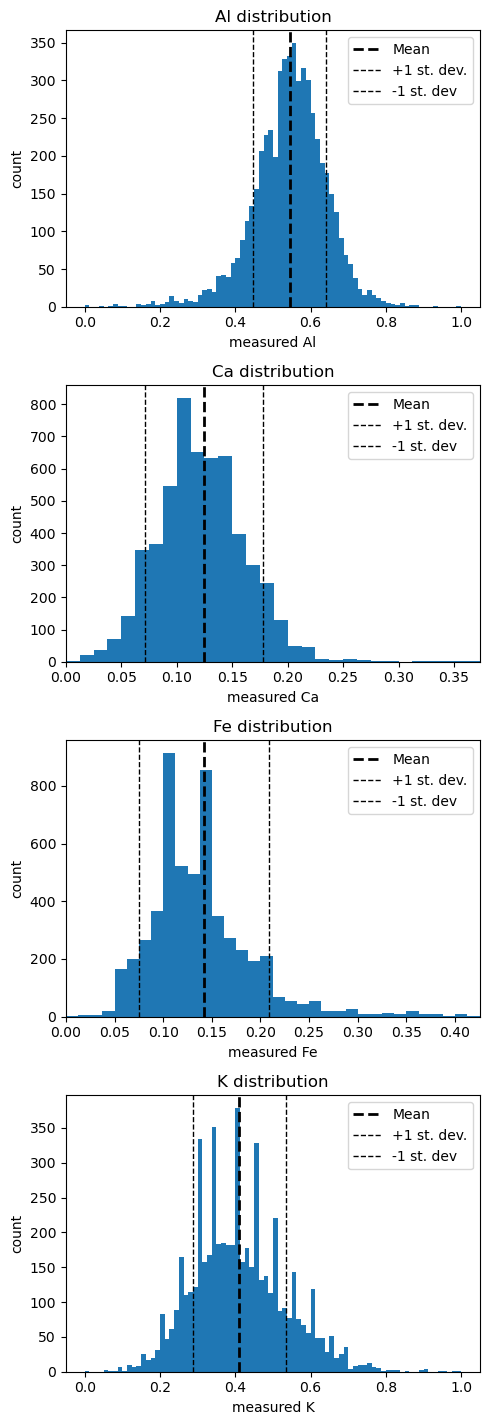 Al distribution
350
300
250
200
150
100
50
0
count
Mean
+1 st. dev.
-1 st. dev
0.0 0.2 0.4 0.6 0.8 1.0
measured Al
Ca distribution
800
700
600
500
400
300
200
100
0
count
Mean
+1 st. dev.
-1 st. dev
0.00 0.05 0.10 0.15 0.20 0.25 0.30 0.35
measured Ca
Fe distribution
800
600
400
200
0
count
Mean
+1 st. dev.
-1 st. dev
0.00 0.05 0.10 0.15 0.20 0.25 0.30 0.35 0.40
measured Fe
K distribution
350
300
250
200
150
100
50
0
count
Mean
+1 st. dev.
-1 st. dev
0.0 0.2 0.4 0.6 0.8 1.0
measured K